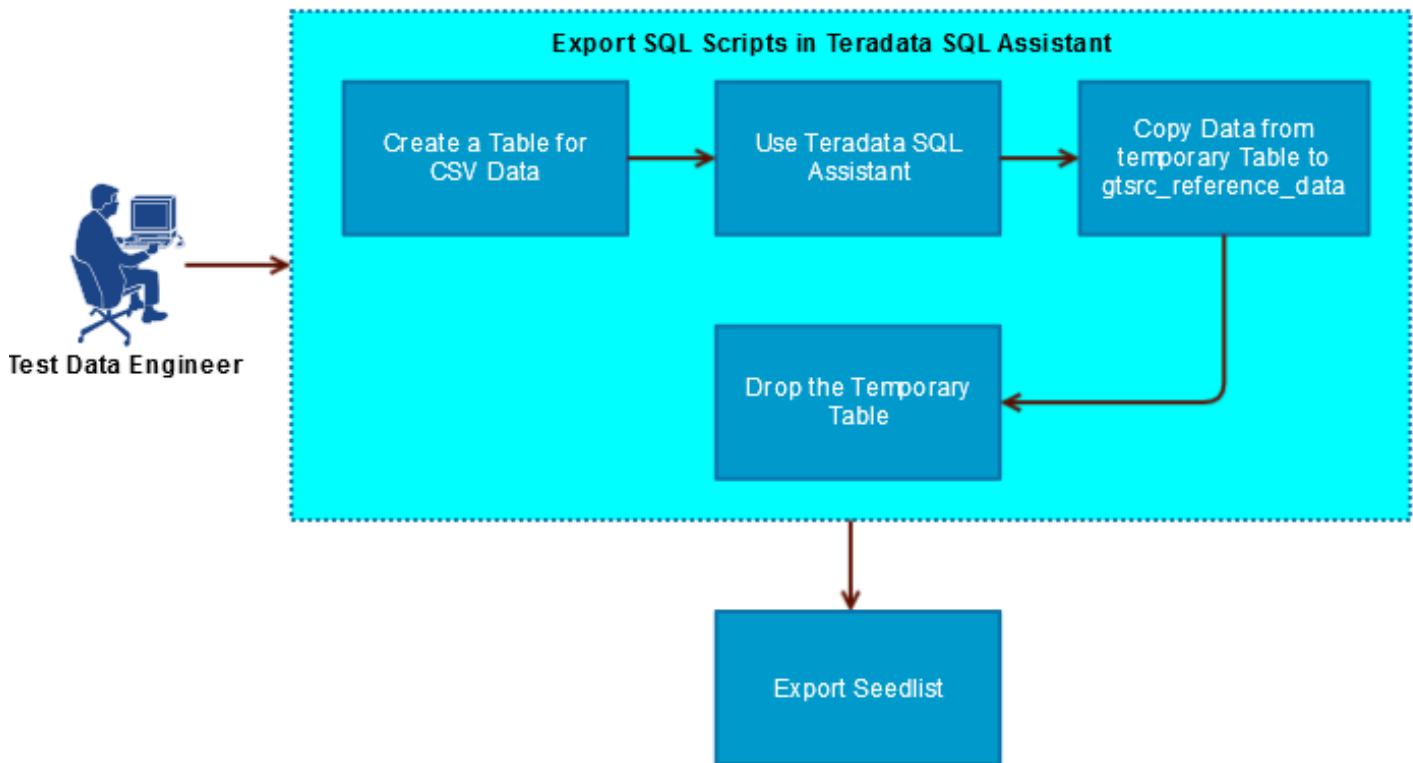 Export SQL Scripts in Teradata SQL Assistant
Create a Table for
CSV Data
Use Teradata SQL
Assistant
Copy Data from
temporary Table to
gtsrc_reference_data
Test Data Engineer
Drop the Temporary
Table
Export Seedlist